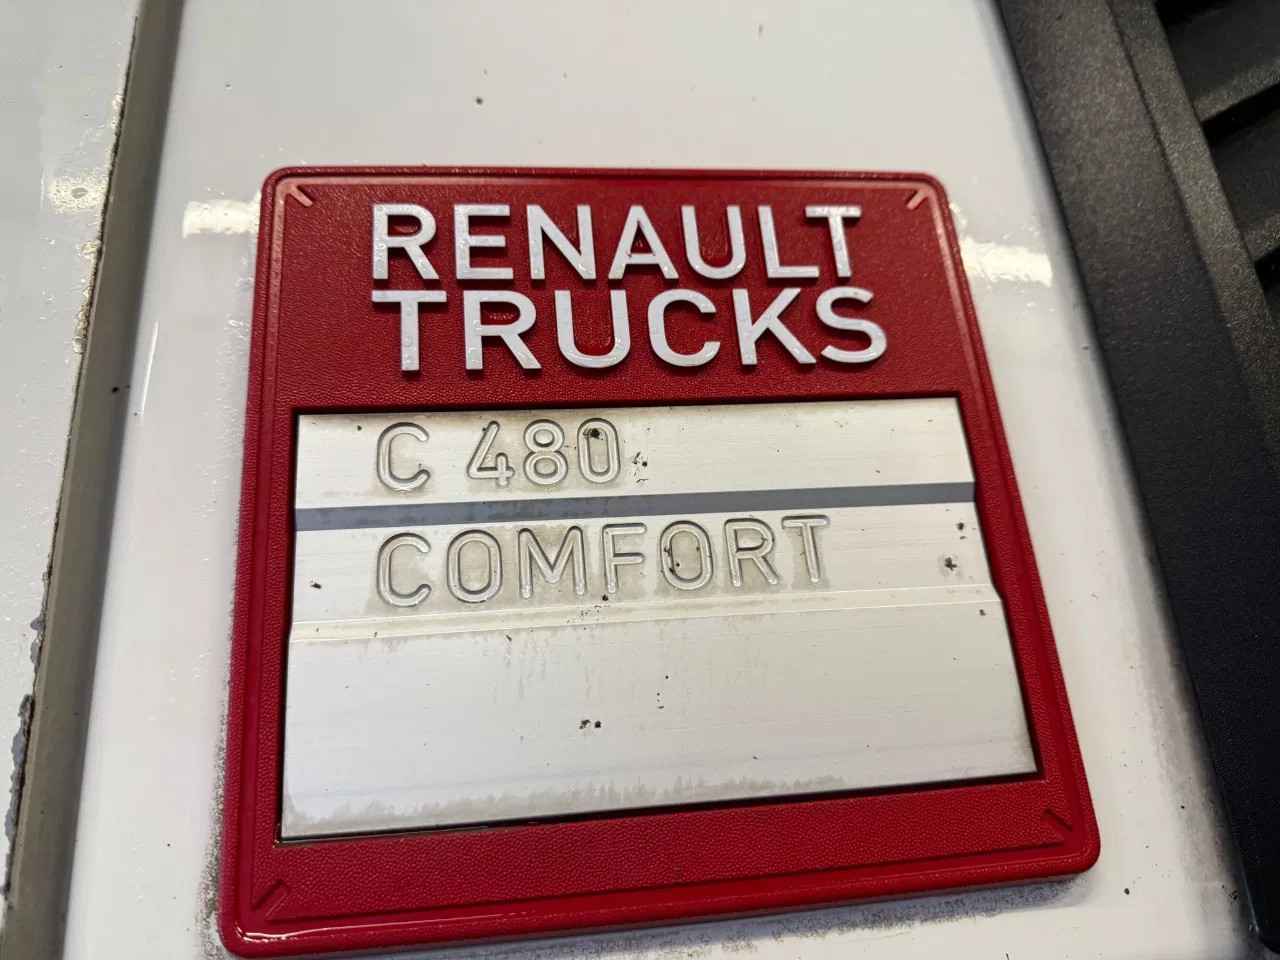 RENAULT
TRUCKS
C 480
COMFORT